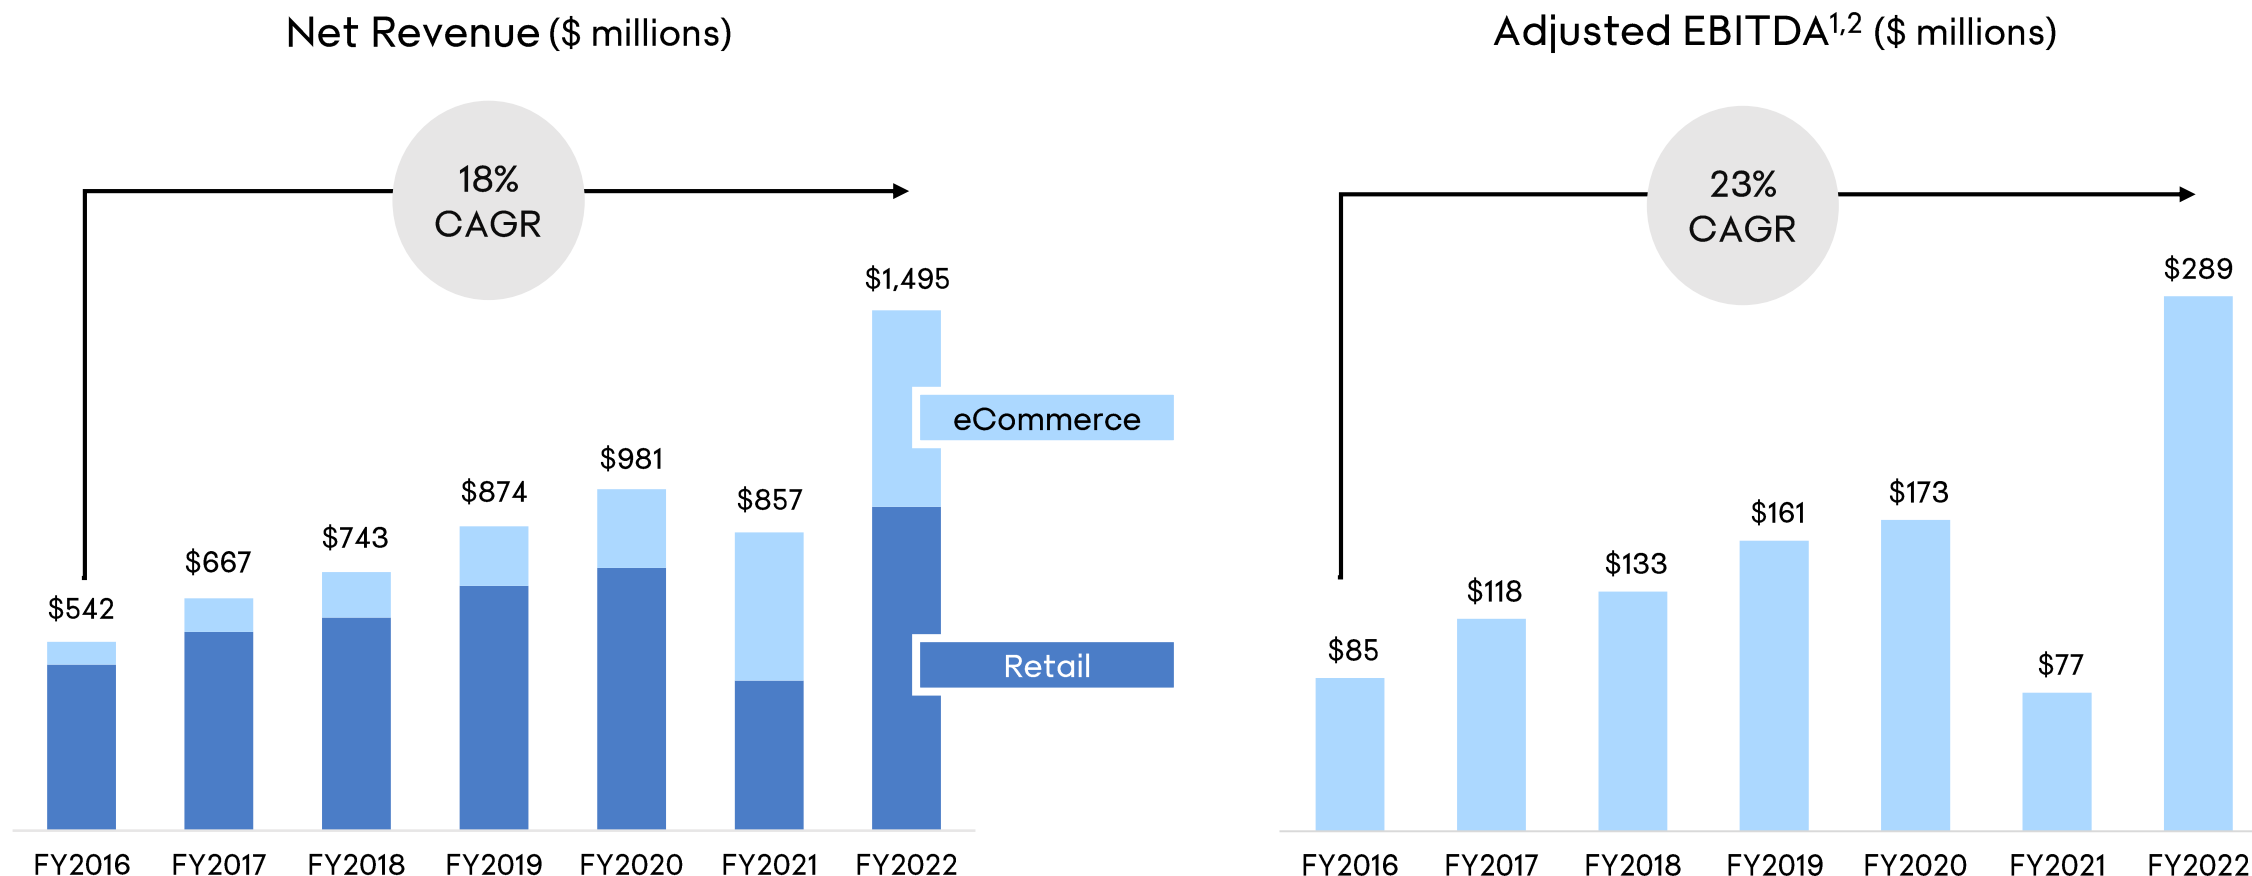 Net Revenue ($ millions)
18%
CAGR
$1,495
eCommerce
$981
$874
$857
$743
$667
$542
Retail
FY2016 FY2017 FY2018 FY2019 FY2020 FY2021 FY2022
Adjusted EBITDA1,2 ($ millions)
23%
CAGR
$289
$173
$161
$133
$118
$85
$77
FY2016 FY2017 FY2018 FY2019 FY2020 FY2021 FY2022